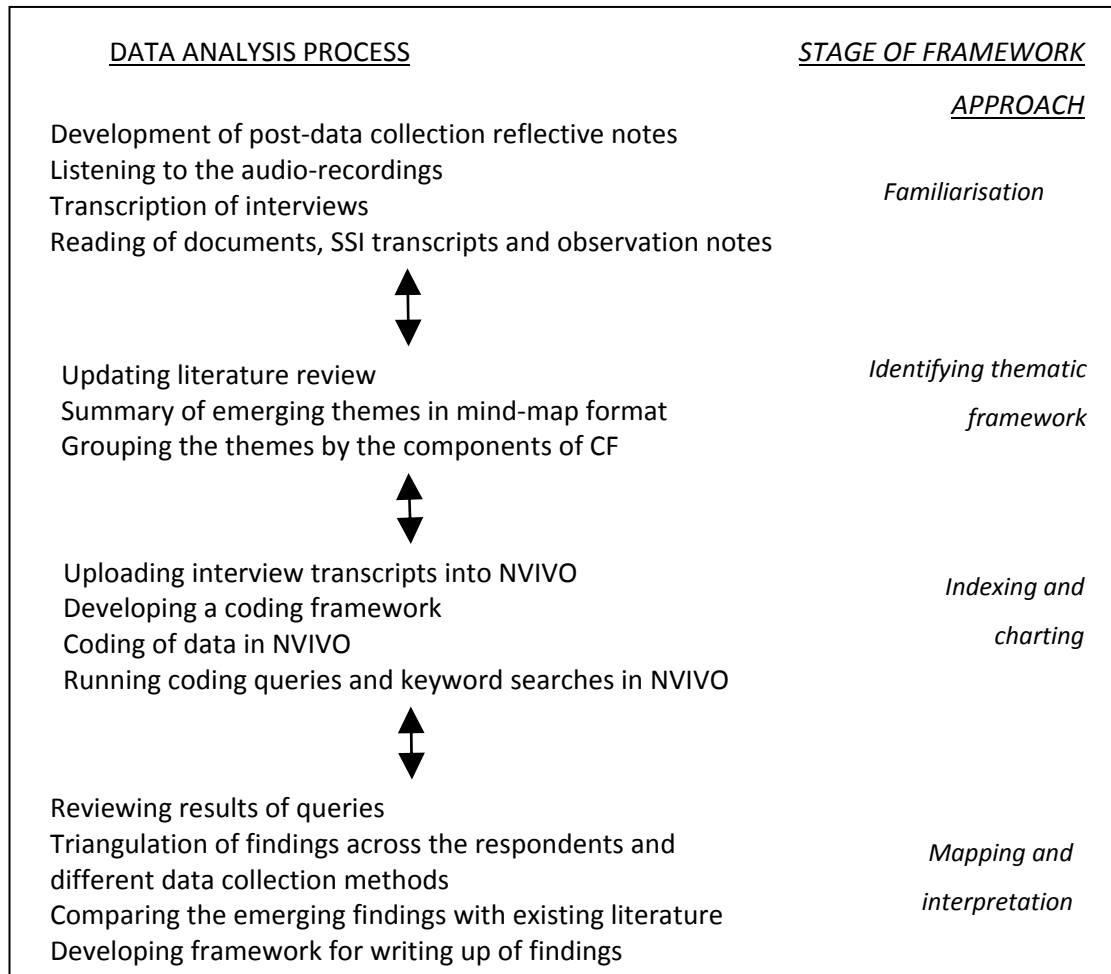 DATA ANALYSIS PROCESS
STAGE OF FRAMEWORK
APPROACH
Development of post-data collection reflective notes
Listening to the audio-recordings
Transcription of interviews
Reading of documents, SSI transcripts and observation notes
Familiarisation
Updating literature review
Summary of emerging themes in mind-map format
Grouping the themes by the components of CF
Identifying thematic
framework
Uploading interview transcripts into NVIVO
Developing a coding framework
Coding of data in NVIVO
Running coding queries and keyword searches in NVIVO
Indexing and
charting
Reviewing results of queries
Triangulation of findings across the respondents and
different data collection methods
Comparing the emerging findings with existing literature
Developing framework for writing up of findings
Mapping and
interpretation